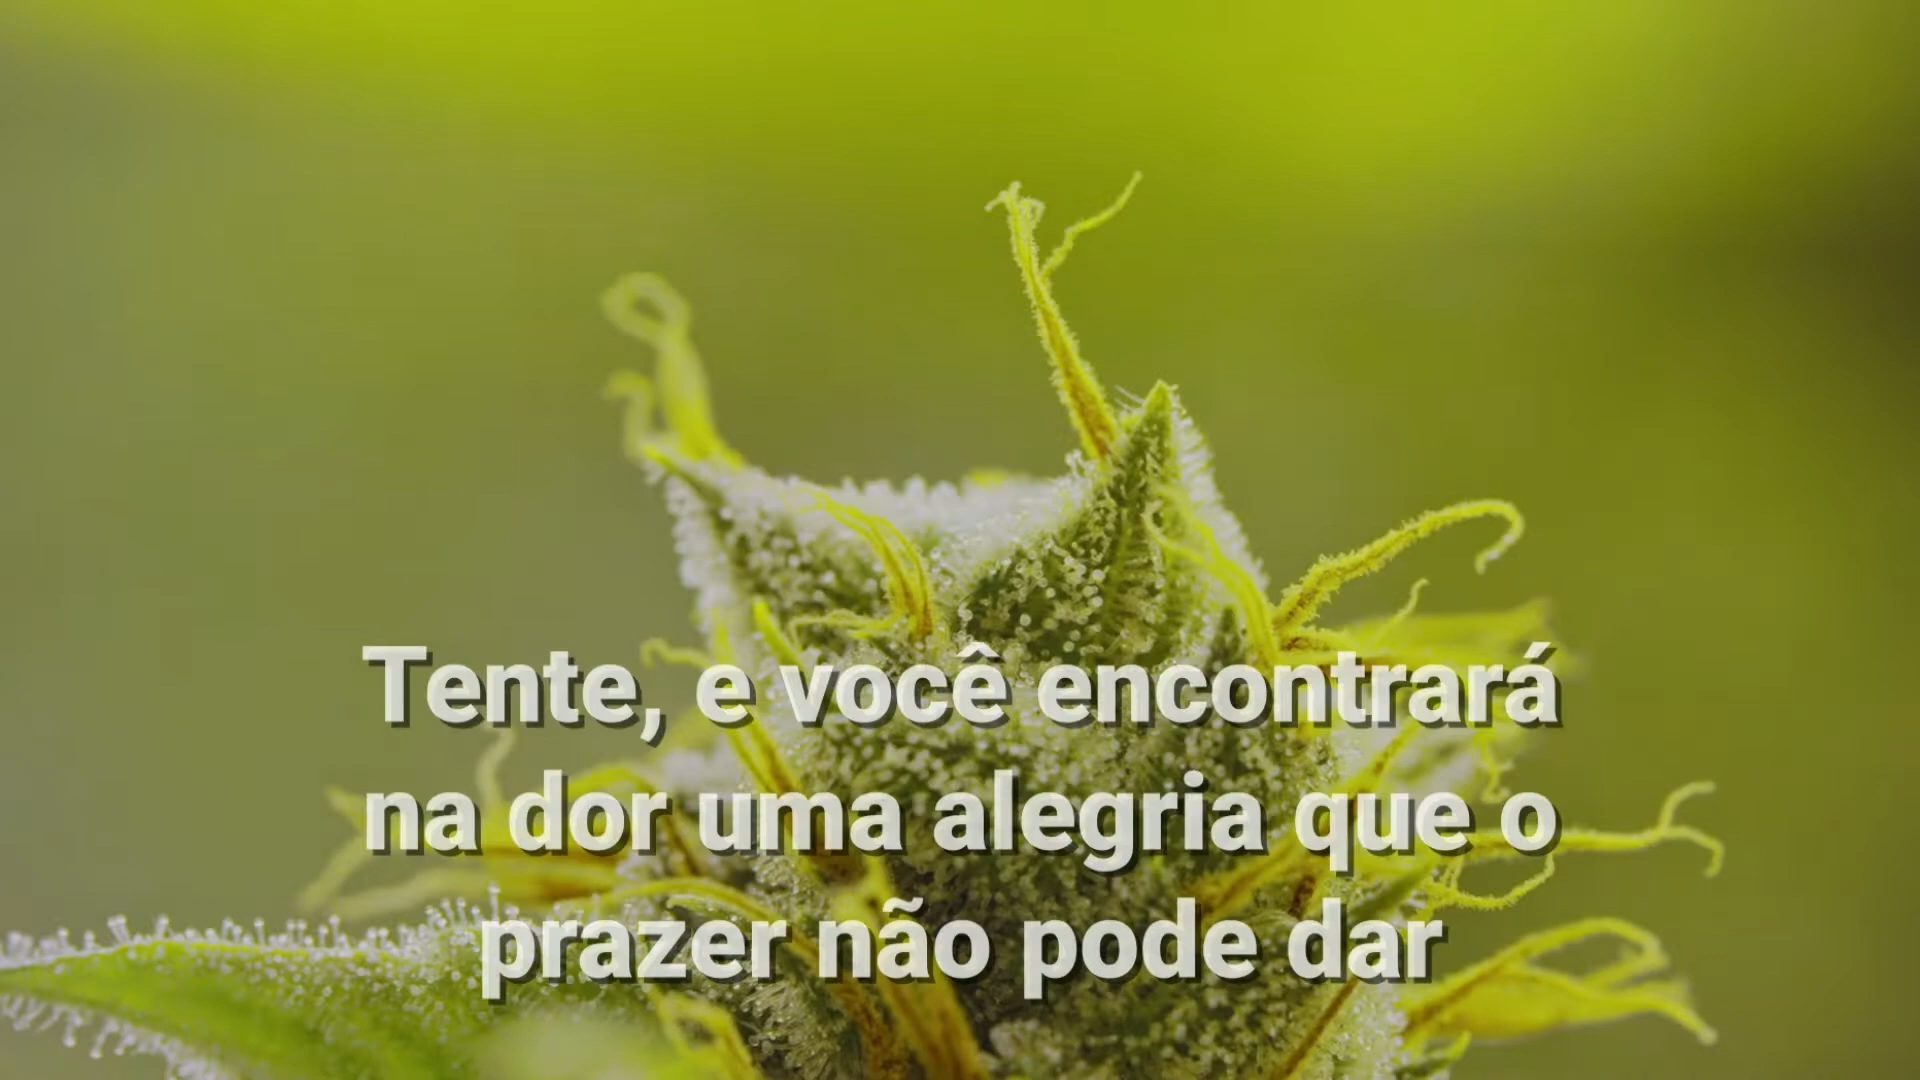 Tente, e você encontrará
na dor uma alegria que o
prazer não pode dar